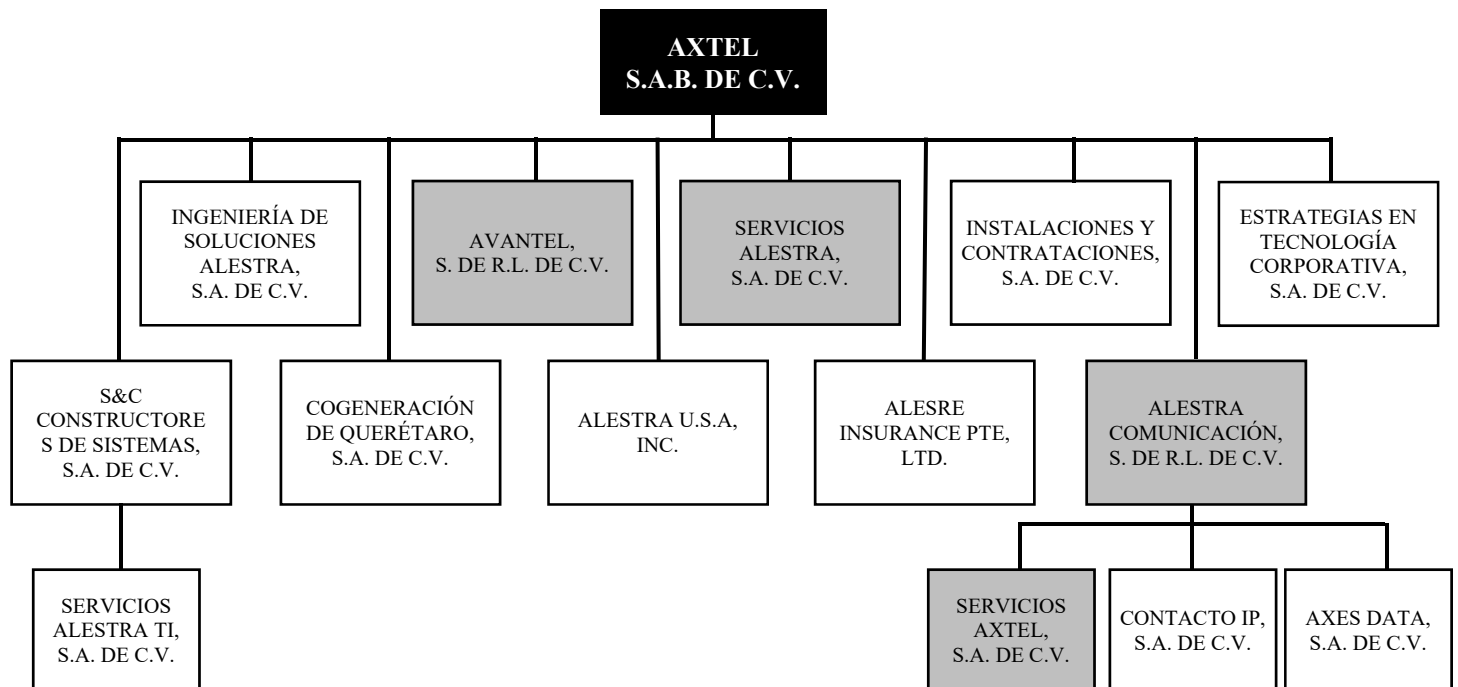 AXTEL
S.A.B. DE C.V.
INGENIERÍA DE
SOLUCIONES
ALESTRA,
S.A. DE C.V.
AVANTEL,
S. DE R.L. DE C.V.
SERVICIOS
ALESTRA,
S.A. DE C.V.
INSTALACIONES Y
CONTRATACIONES,
S.A. DE C.V.
ESTRATEGIAS EN
TECNOLOGÍA
CORPORATIVA,
S.A. DE C.V.
S&C
CONSTRUCTORE
S DE SISTEMAS,
S.A. DE C.V.
COGENERACIÓN
DE QUERÉTARO,
S.A. DE C.V.
ALESTRA U.S.A,
INC.
ALESRE
INSURANCE PTE,
LTD.
ALESTRA
COMUNICACIÓN,
S. DE R.L. DE C.V.
SERVICIOS
ALESTRA TI,
S.A. DE C.V.
SERVICIOS
AXTEL,
S.A. DE C.V.
CONTACTO IP,
S.A. DE C.V.
AXES DATA,
S.A. DE C.V.